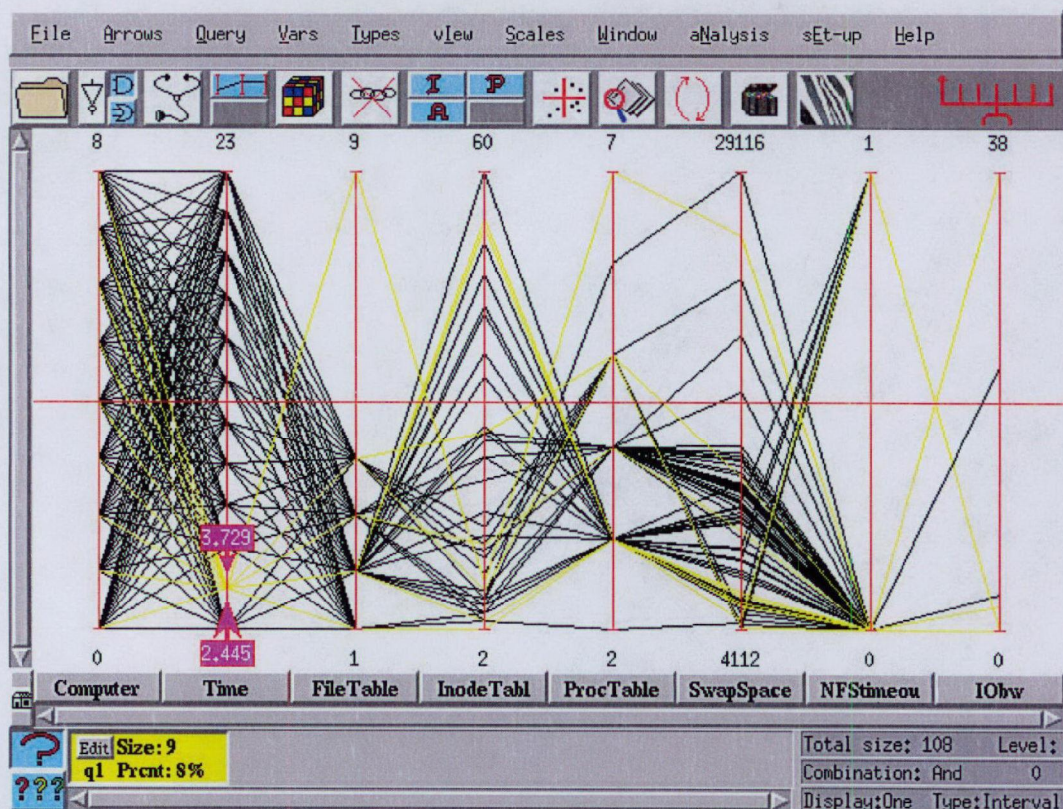 File Arrows Query Vars Types vIew Scales Window aNalysis sEt-up Help
I P
A
8 23 9 60 7 29116 1 38
3.729
2.445
0 1 2 2 4112 0 0
Computer Time FileTable InodeTabl ProcTable SwapSpace NFStimeou IObw
Edit Size: 9
q1 Prcnt: 8%
Total size: 108 Level:
Combination: And 0
Display:One Type:Interval
?
???